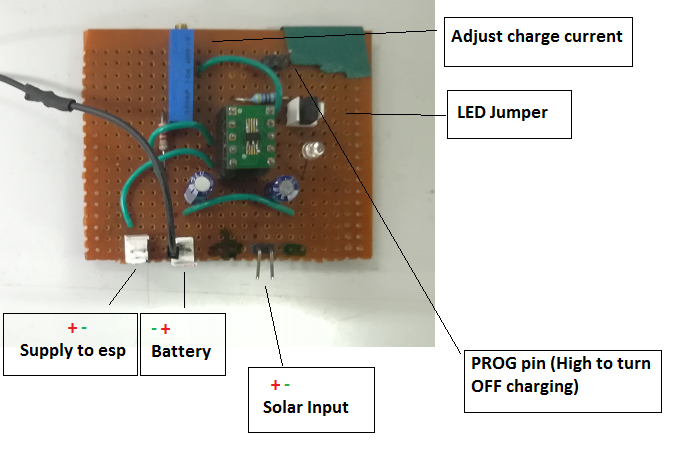 Adjust charge current
LED Jumper
+ -
Supply to esp
- +
Battery
+ -
Solar Input
PROG pin (High to turn
OFF charging)